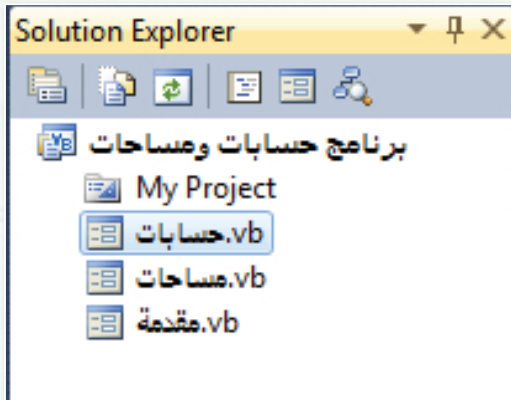 Solution Explorer
برنامج حسابات ومساحات
My Project
حسابات.vb
مساحات.vb
مقدمة.vb